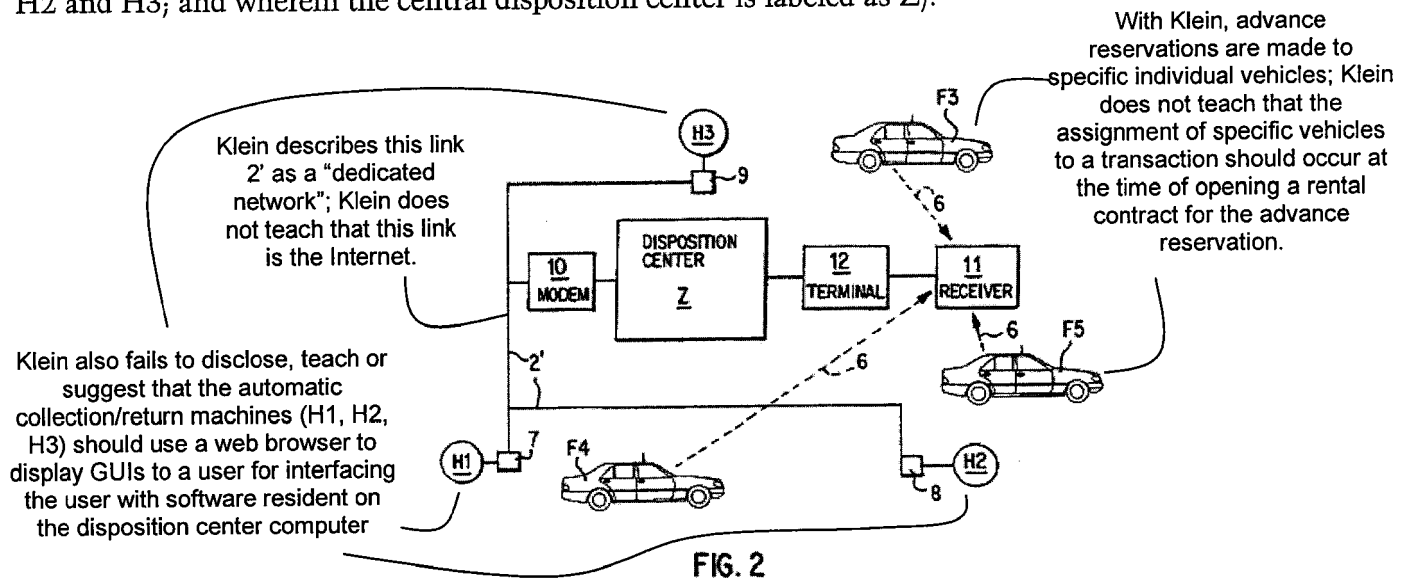 H2 and H3; and wherein the central disposition center is labeled as Z).
With Klein, advance
reservations are made to
specific individual vehicles; Klein
does not teach that the
assignment of specific vehicles
to a transaction should occur at
the time of opening a rental
contract for the advance
reservation.
Klein describes this link
2' as a “dedicated
network”; Klein does
not teach that this link
is the Internet.
Klein also fails to disclose, teach or
suggest that the automatic
collection/return machines (H1, H2,
H3) should use a web browser to
display GUIs to a user for interfacing
the user with software resident on
the disposition center computer
H3
9
F3
6
10
MODEM
DISPOSITION
CENTER
Z
12
TERMINAL
11
RECEIVER
6
F5
2'
6
H1
7
F4
H2
8
FIG. 2